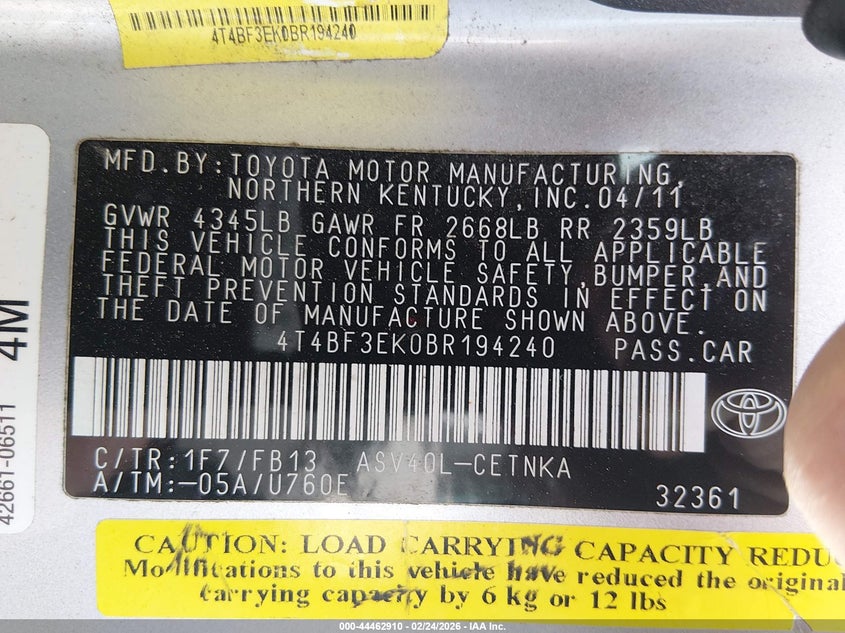 4T4BF3EK0BR194240
MFD.BY:TOYOTA MOTOR MANUFACTURING,
NORTHERN KENTUCKY,INC.04/11
GVWR 4345LB GAWR FR 2668LB RR 2359LB
THIS VEHICLE CONFORMS TO ALL APPLICABLE
FEDERAL MOTOR VEHICLE SAFETY,BUMPER,AND
THEFT PREVENTION STANDARDS IN EFFECT ON
THE DATE OF MANUFACTURE SHOWN ABOVE.
4T4BF3EK0BR194240 PASS.CAR
C/TR:1F7/FB13 ASV40L-CETNKA
A/TM:-05A/U760E
32361
42661-06511 4M
CAUTION: LOAD CARRYING CAPACITY REDU
Modifications to this vehicle have reduced the original
carrying capacity by 6 kg or 12 lbs
000-44462910 - 02/24/2026 - IAA Inc.